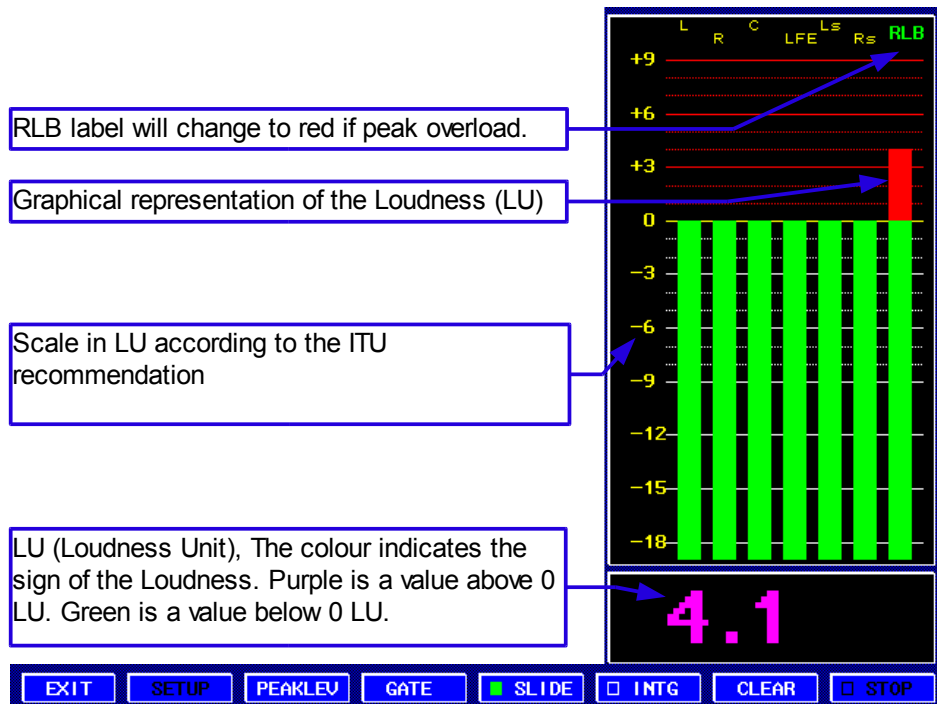 L R C LFE Ls Rs RLB
+9
RLB label will change to red if peak overload.
+6
+3
Graphical representation of the Loudness (LU)
0
-3
Scale in LU according to the ITU
recommendation
-6
-9
-12
-15
-18
LU (Loudness Unit), The colour indicates the
sign of the Loudness. Purple is a value above 0
LU. Green is a value below 0 LU.
4.1
EXIT SETUP PEAKLEV GATE SLIDE INTG CLEAR STOP